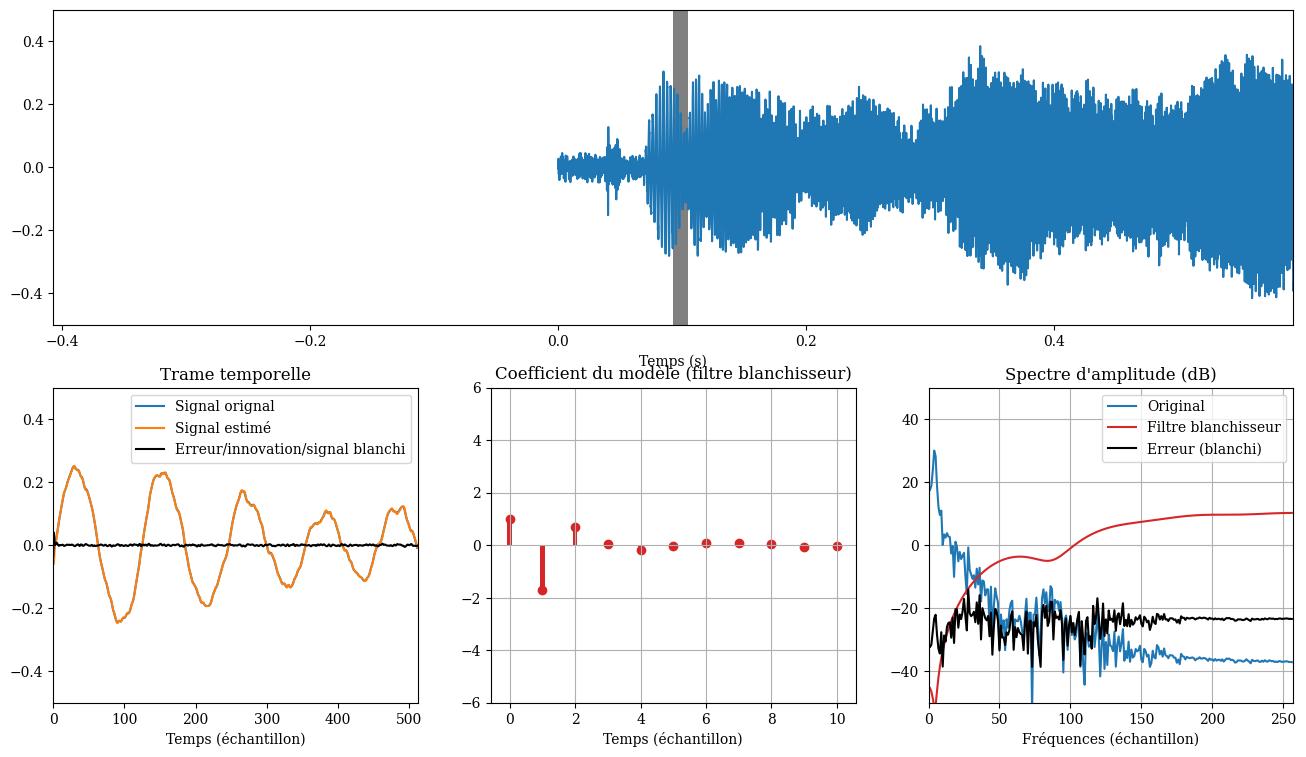 0.4
0.2
0.0
−0.2
−0.4
−0.4 −0.2 0.0 0.2 0.4
Temps (s)
Trame temporelle
Signal orignal
Signal estimé
Erreur/innovation/signal blanchi
0.4
0.2
0.0
−0.2
−0.4
0 100 200 300 400 500
Temps (échantillon)
Coefficient du modèle (filtre blanchisseur)
6
4
2
0
−2
−4
−6
0 2 4 6 8 10
Temps (échantillon)
Spectre d'amplitude (dB)
Original
Filtre blanchisseur
Erreur (blanchi)
40
20
0
−20
−40
0 50 100 150 200 250
Fréquences (échantillon)